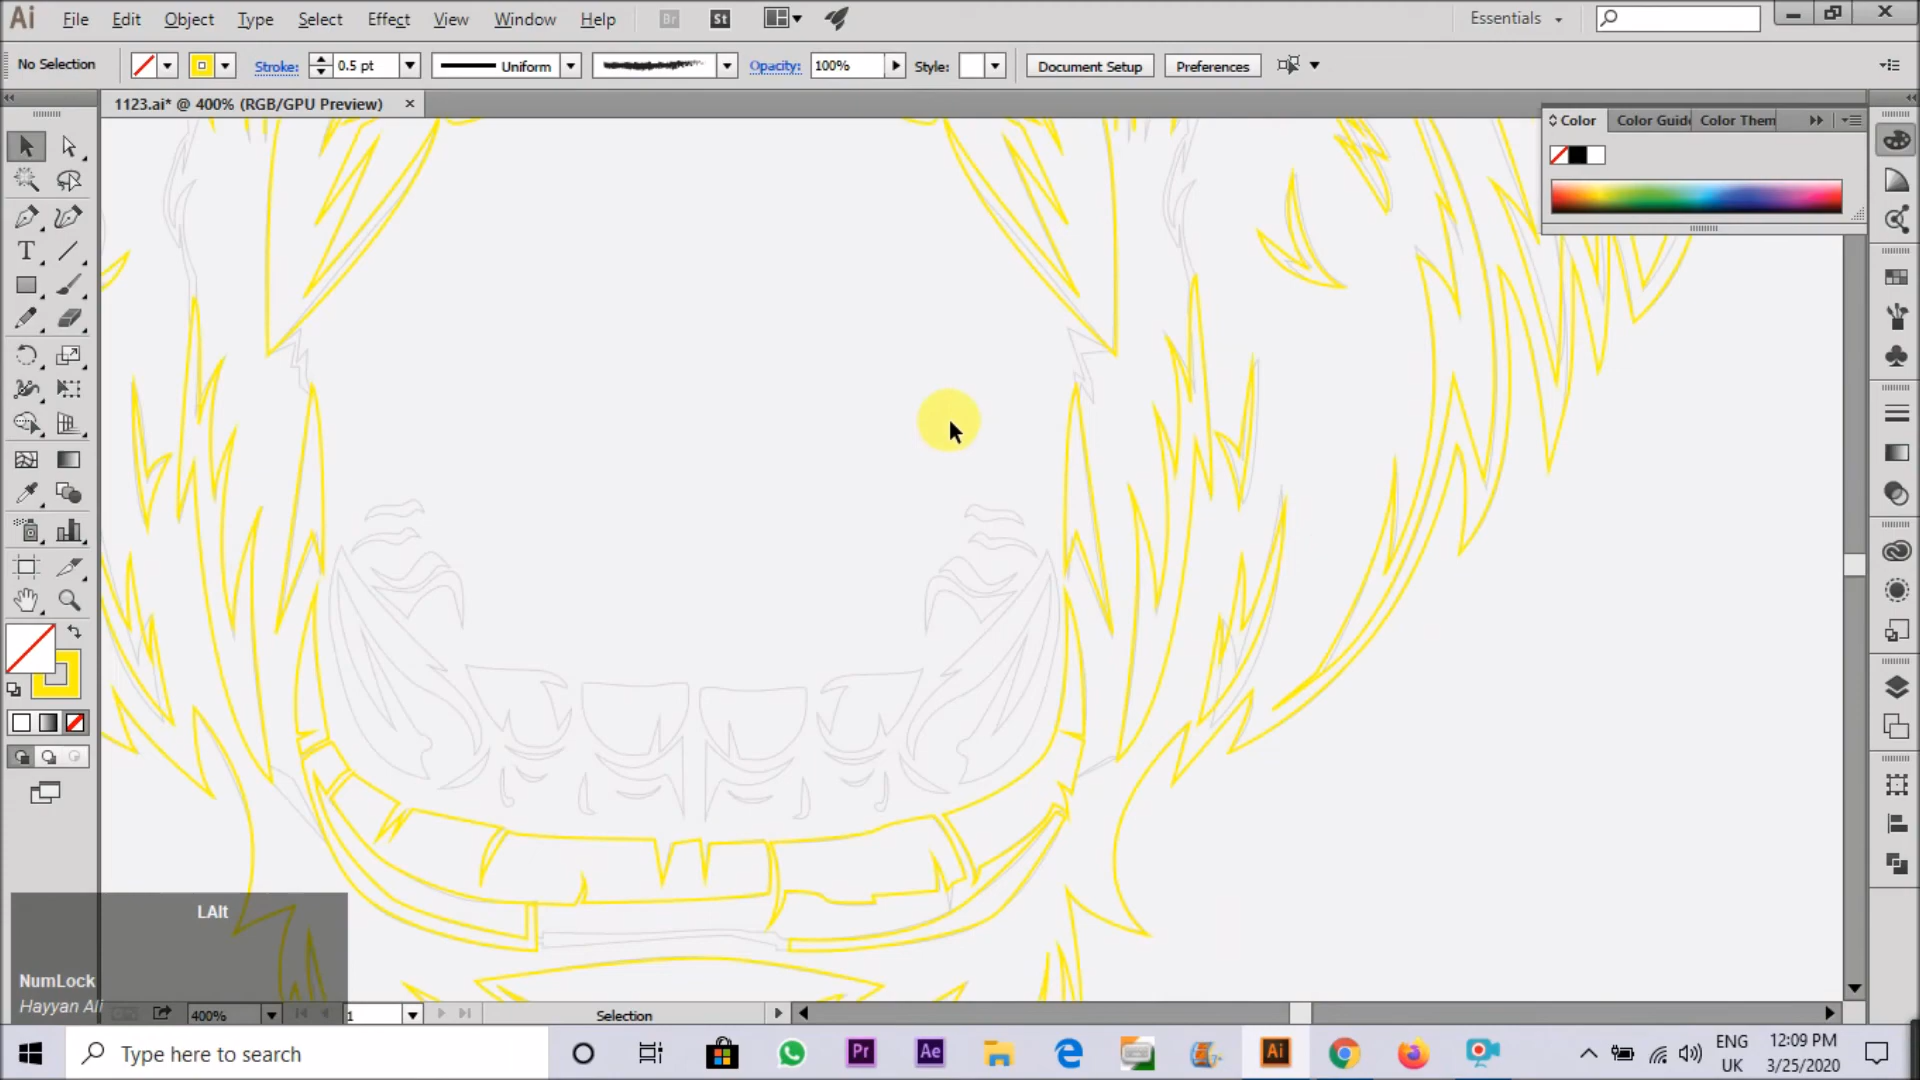 Ai File Edit Object Type Select Effect View Window Help Br St Essentials
No Selection Stroke: 0.5 pt Uniform Opacity: 100% Style: Document Setup Preferences
1123.ai* @ 400% (RGB/GPU Preview) ×
Color Color Guid Color Them
LAlt
NumLock
Hayyan Ali
400% 1 Selection
Type here to search Pr Ae Ai ENG 12:09 PM
UK 3/25/2020